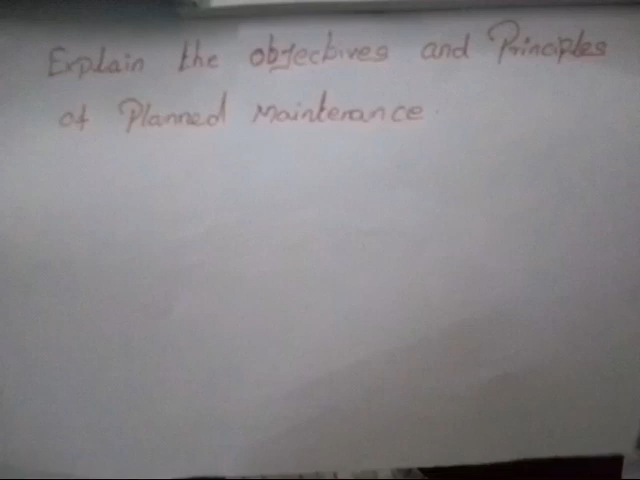 Explain the objectives and Principles
of Planned Maintenance.